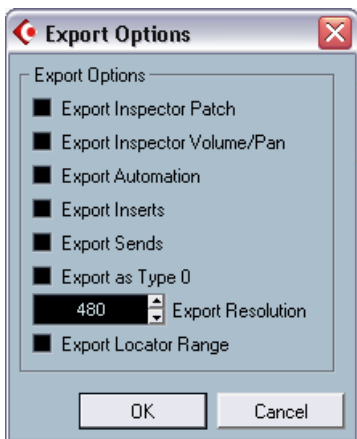 Export Options
Export Options
Export Inspector Patch
Export Inspector Volume/Pan
Export Automation
Export Inserts
Export Sends
Export as Type 0
480 Export Resolution
Export Locator Range
OK Cancel